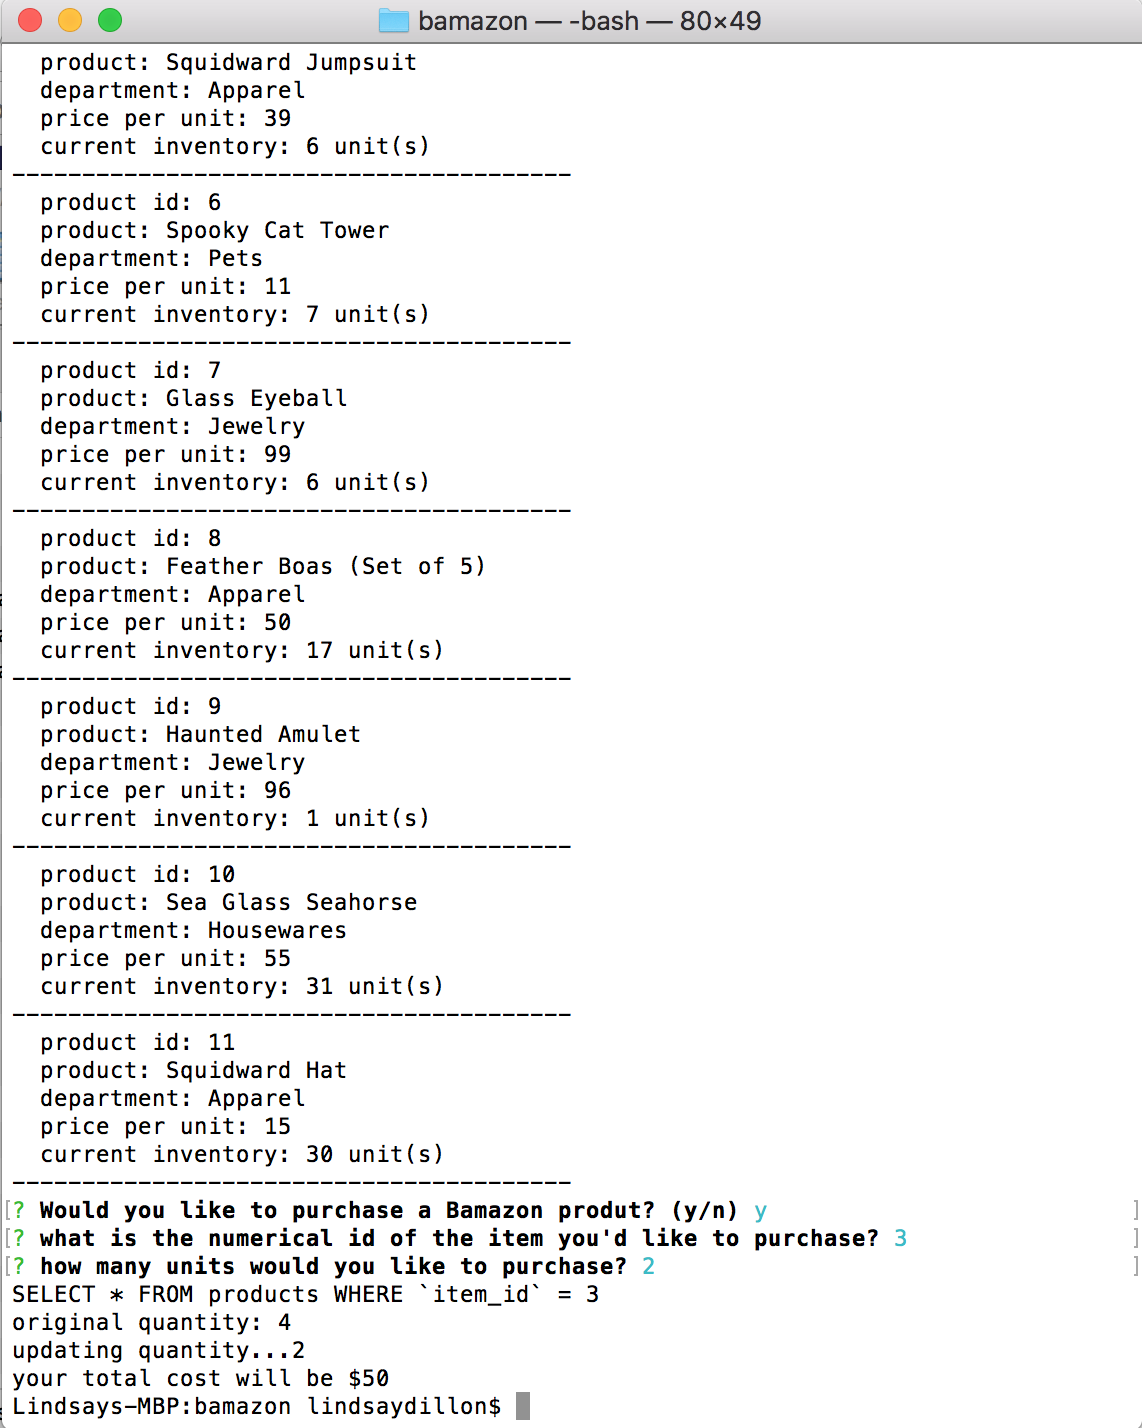 bamazon — -bash — 80×49
product: Squidward Jumpsuit
department: Apparel
price per unit: 39
current inventory: 6 unit(s)
----------------------------------------
product id: 6
product: Spooky Cat Tower
department: Pets
price per unit: 11
current inventory: 7 unit(s)
----------------------------------------
product id: 7
product: Glass Eyeball
department: Jewelry
price per unit: 99
current inventory: 6 unit(s)
----------------------------------------
product id: 8
product: Feather Boas (Set of 5)
department: Apparel
price per unit: 50
current inventory: 17 unit(s)
----------------------------------------
product id: 9
product: Haunted Amulet
department: Jewelry
price per unit: 96
current inventory: 1 unit(s)
----------------------------------------
product id: 10
product: Sea Glass Seahorse
department: Housewares
price per unit: 55
current inventory: 31 unit(s)
----------------------------------------
product id: 11
product: Squidward Hat
department: Apparel
price per unit: 15
current inventory: 30 unit(s)
----------------------------------------
[? Would you like to purchase a Bamazon produt? (y/n) y ]
[? what is the numerical id of the item you'd like to purchase? 3 ]
[? how many units would you like to purchase? 2 ]
SELECT * FROM products WHERE `item_id` = 3
original quantity: 4
updating quantity...2
your total cost will be $50
Lindsays-MBP:bamazon lindsaydillon$